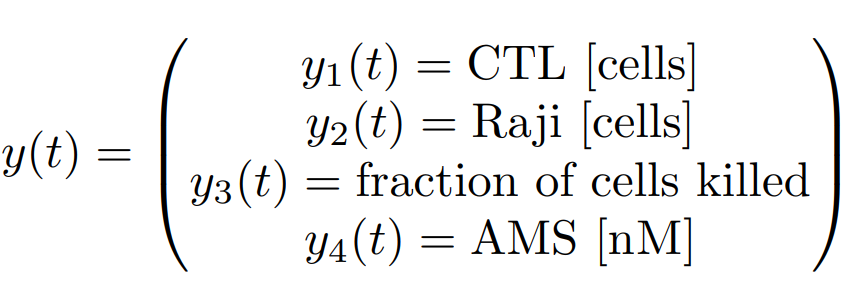 y(t) =
y₁(t) = CTL [cells]
y₂(t) = Raji [cells]
y₃(t) = fraction of cells killed
y₄(t) = AMS [nM]